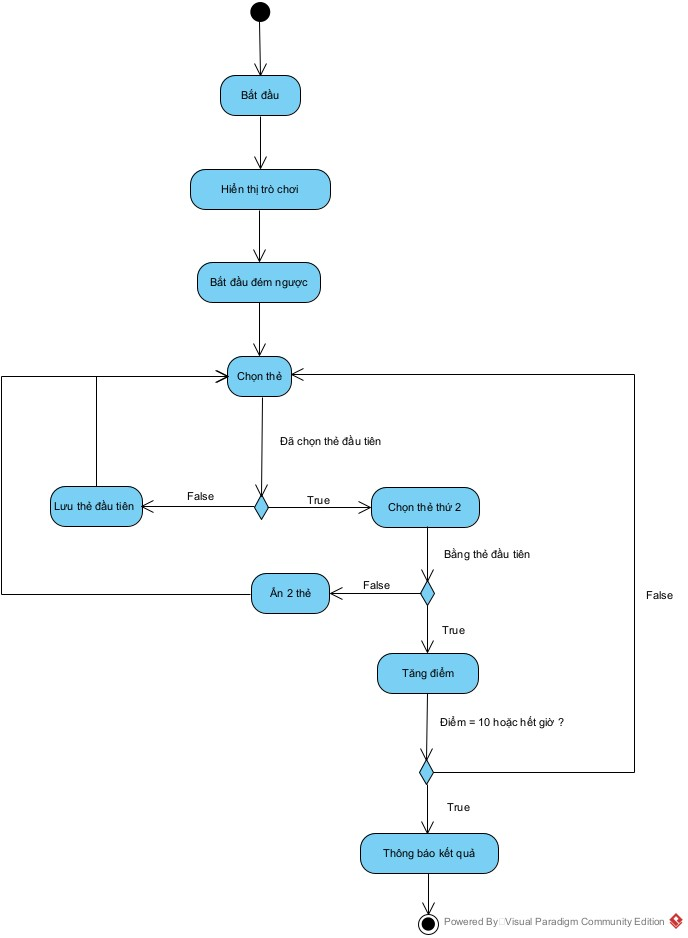 Bắt đầu
Hiển thị trò chơi
Bắt đầu đém ngược
Chọn thẻ
Đã chọn thẻ đầu tiên
False
True
Lưu thẻ đầu tiên
Chọn thẻ thứ 2
Bằng thẻ đầu tiên
False
Ẩn 2 thẻ
False
True
Tăng điểm
Điểm = 10 hoặc hết giờ ?
True
Thông báo kết quả
Powered By Visual Paradigm Community Edition